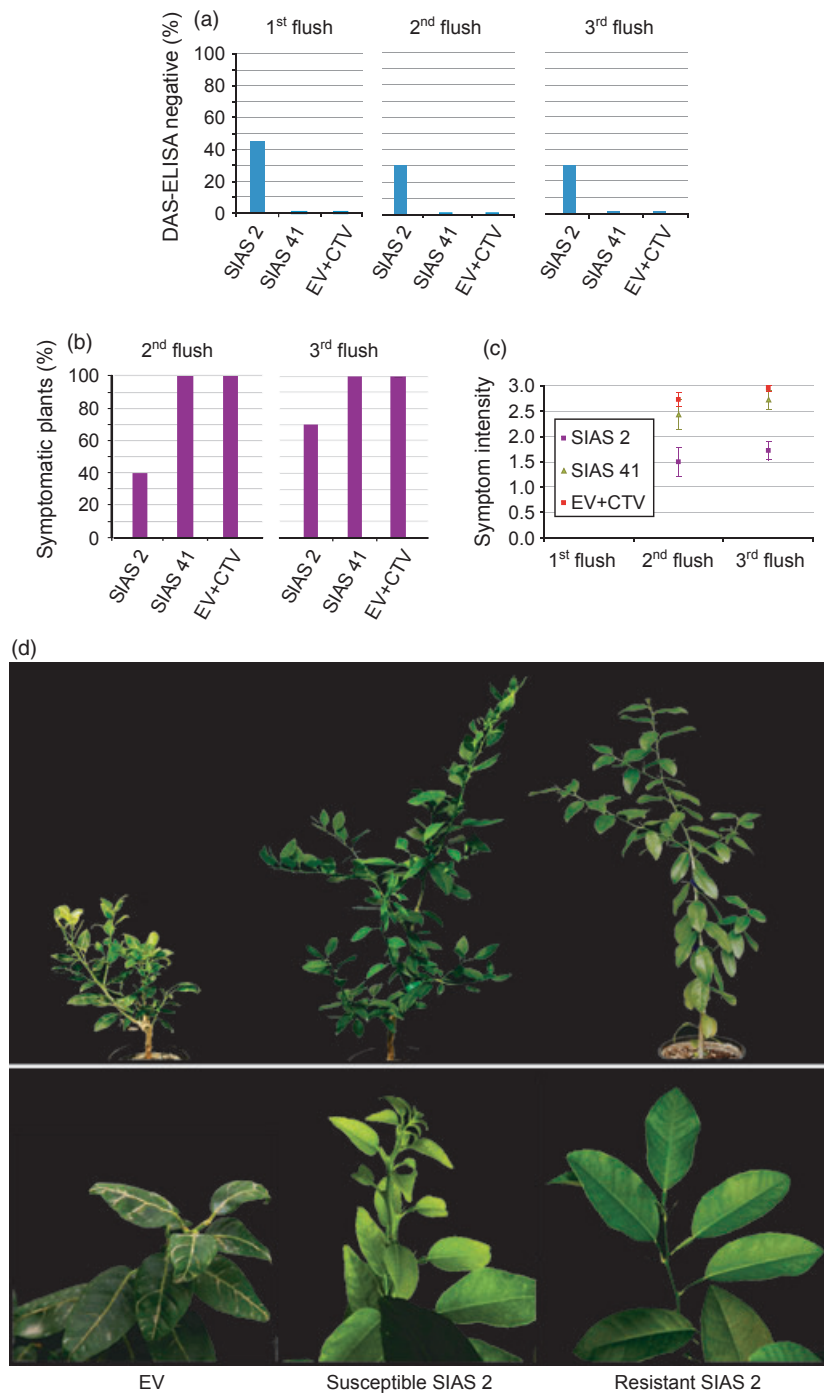 (a)
1st flush
2nd flush
3rd flush
DAS-ELISA negative (%)
100
80
60
40
20
0
SIAS 2
SIAS 41
EV+CTV
SIAS 2
SIAS 41
EV+CTV
SIAS 2
SIAS 41
EV+CTV
(b)
2nd flush
3rd flush
Symptomatic plants (%)
100
80
60
40
20
0
SIAS 2
SIAS 41
EV+CTV
SIAS 2
SIAS 41
EV+CTV
(c)
Symptom intensity
3.0
2.5
2.0
1.5
1.0
0.5
0.0
SIAS 2
SIAS 41
EV+CTV
1st flush
2nd flush
3rd flush
(d)
EV
Susceptible SIAS 2
Resistant SIAS 2